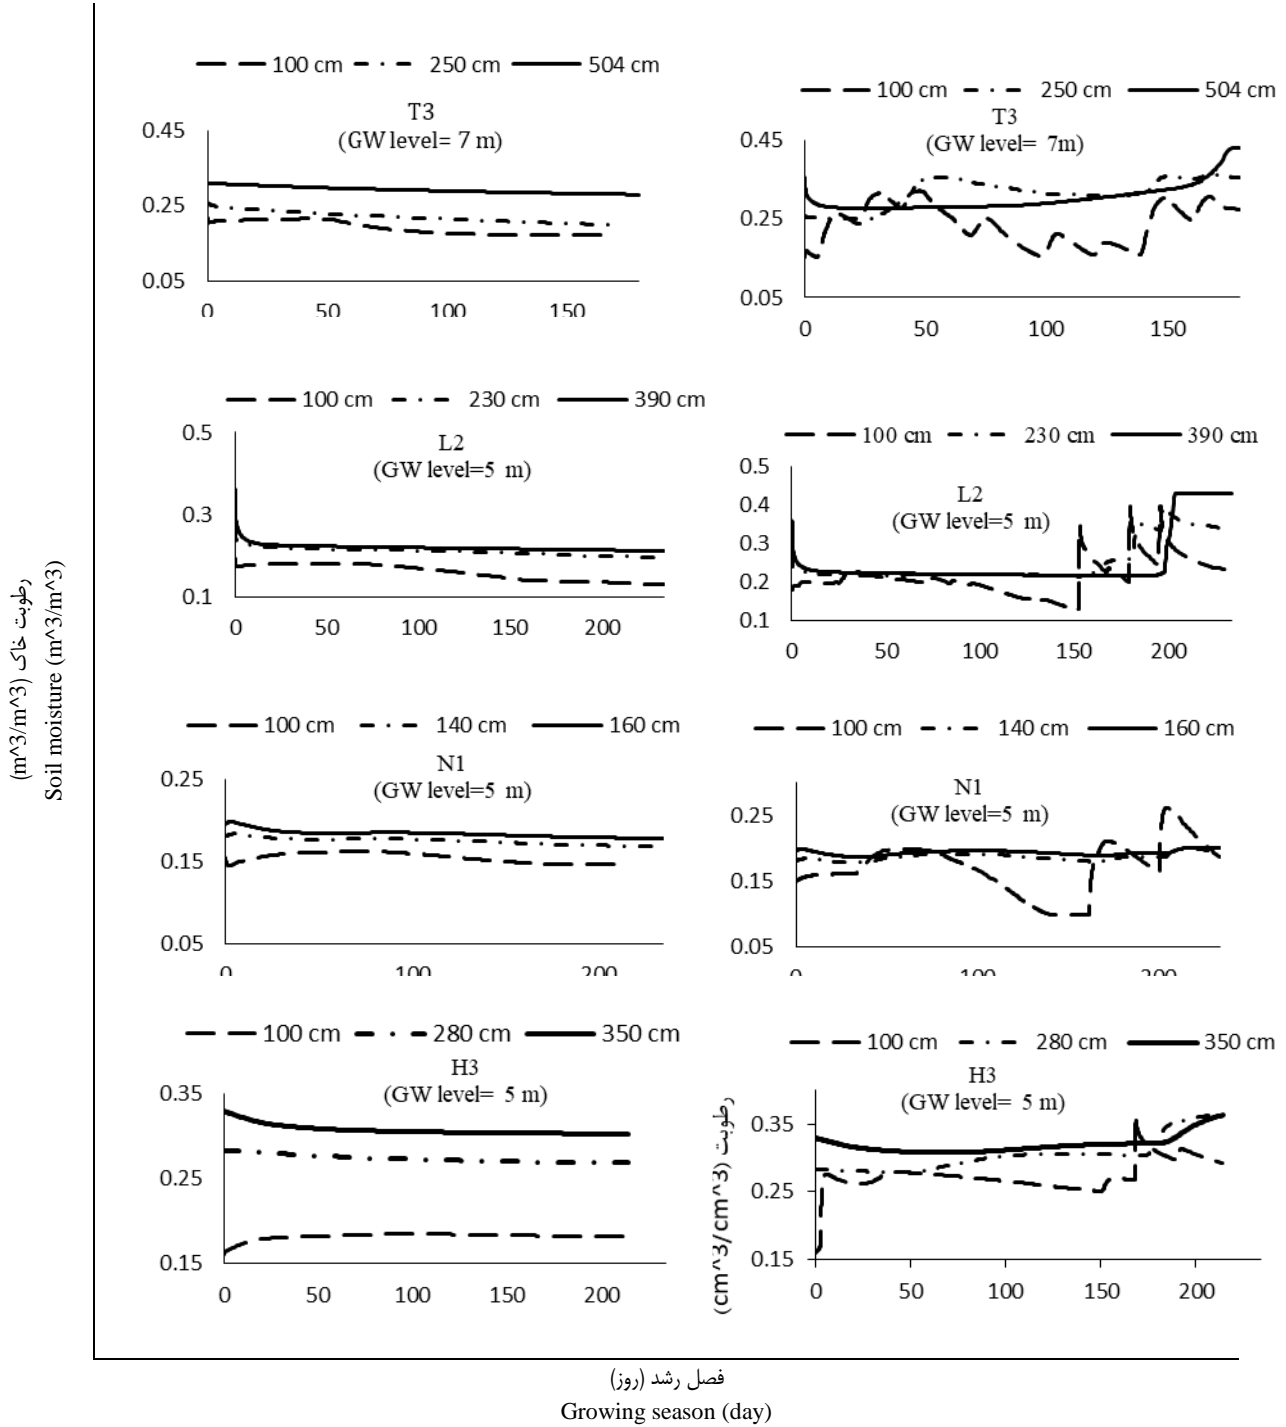 100 cm 250 cm 504 cm
T3
(GW level= 7 m)
0.45
0.25
0.05
0 50 100 150
100 cm 250 cm 504 cm
T3
(GW level= 7m)
0.45
0.25
0.05
0 50 100 150
100 cm 230 cm 390 cm
L2
(GW level=5 m)
0.5
0.3
0.1
0 50 100 150 200
100 cm 230 cm 390 cm
L2
(GW level=5 m)
0.5
0.4
0.3
0.2
0.1
0 50 100 150 200
100 cm 140 cm 160 cm
N1
(GW level=5 m)
0.25
0.15
0.05
0 100 200
100 cm 140 cm 160 cm
N1
(GW level=5 m)
0.25
0.15
0.05
0 100 200
100 cm 280 cm 350 cm
H3
(GW level= 5 m)
0.35
0.25
0.15
0 50 100 150 200
100 cm 280 cm 350 cm
H3
(GW level= 5 m)
رطوبت (cm^3/cm^3)
0.35
0.25
0.15
0 50 100 150 200
رطوبت خاک (m^3/m^3)
Soil moisture (m^3/m^3)
فصل رشد (روز)
Growing season (day)